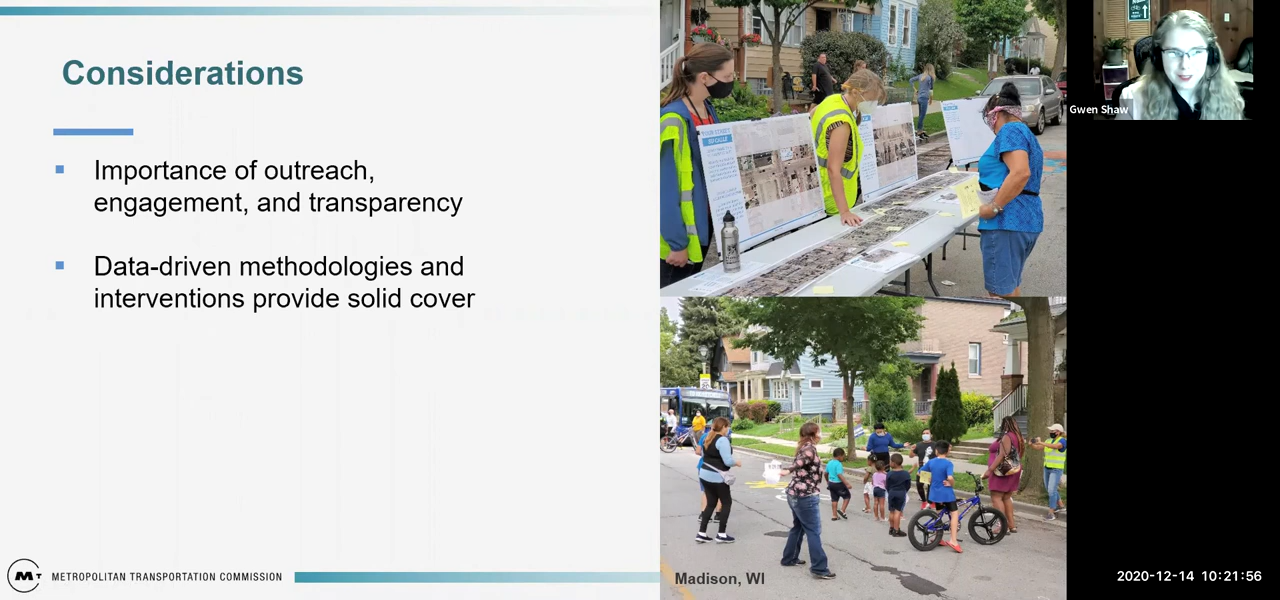 Considerations
Importance of outreach,
engagement, and transparency
Data-driven methodologies and
interventions provide solid cover
METROPOLITAN TRANSPORTATION COMMISSION
Madison, WI
Gwen Shaw
2020-12-14 10:21:56